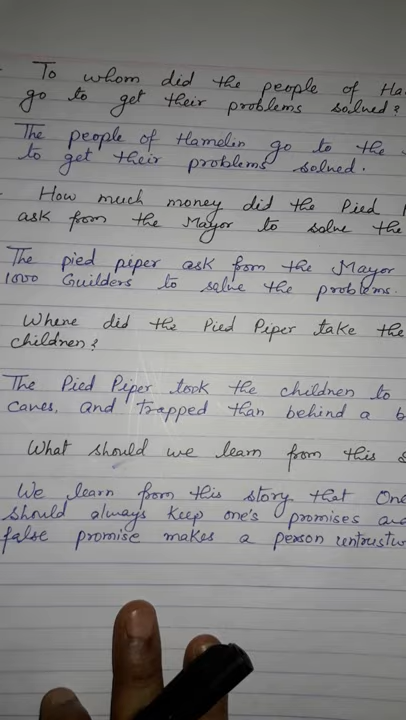 To whom did the people of Ha
go to get their problems solved?
The people of Hamelin go to the
to get their problems solved.
How much money did the Pied
ask from the Mayor to solve the
The pied piper ask from the Mayor
1000 Guilders to solve the problems.
Where did the Pied Piper take the
children?
The Pied Piper took the children to
caves, and trapped than behind a b
What should we learn from this s
We learn from this story that One
should always keep one's promises an
false promise makes a person untrustw